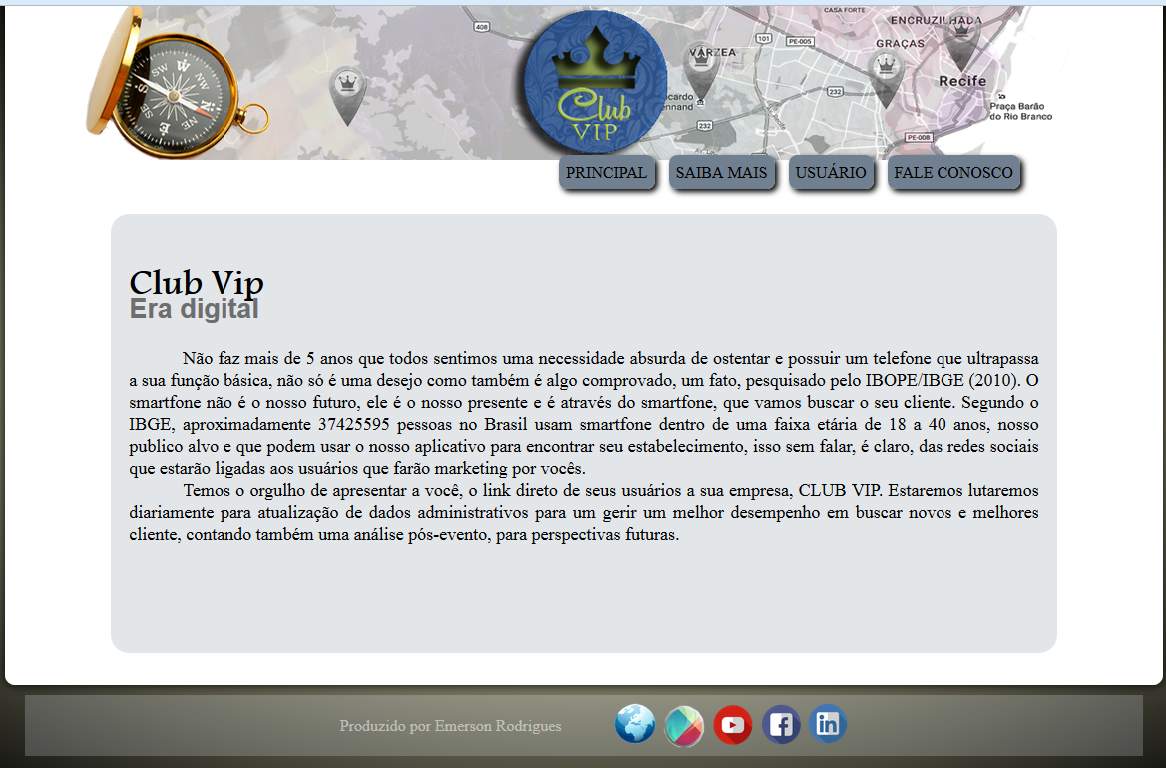 CASA FORTE
408
ENCRUZILHADA
101
PE-005
GRAÇAS
VÁRZEA
SW W NW
N
NE
E
SE
Recife
232
cardo
ennand
Praça Barão
do Rio Branco
232
PE-008
Club
VIP
PRINCIPAL SAIBA MAIS USUÁRIO FALE CONOSCO
Club Vip
Era digital
Não faz mais de 5 anos que todos sentimos uma necessidade absurda de ostentar e possuir um telefone que ultrapassa
a sua função básica, não só é uma desejo como também é algo comprovado, um fato, pesquisado pelo IBOPE/IBGE (2010). O
smartfone não é o nosso futuro, ele é o nosso presente e é através do smartfone, que vamos buscar o seu cliente. Segundo o
IBGE, aproximadamente 37425595 pessoas no Brasil usam smartfone dentro de uma faixa etária de 18 a 40 anos, nosso
publico alvo e que podem usar o nosso aplicativo para encontrar seu estabelecimento, isso sem falar, é claro, das redes sociais
que estarão ligadas aos usuários que farão marketing por vocês.
Temos o orgulho de apresentar a você, o link direto de seus usuários a sua empresa, CLUB VIP. Estaremos lutaremos
diariamente para atualização de dados administrativos para um gerir um melhor desempenho em buscar novos e melhores
cliente, contando também uma análise pós-evento, para perspectivas futuras.
Produzido por Emerson Rodrigues
in